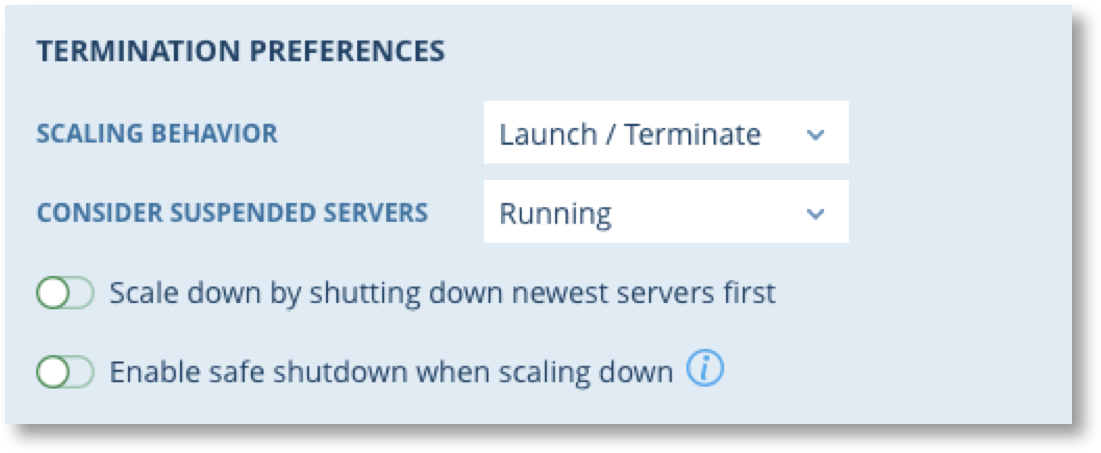 TERMINATION PREFERENCES
SCALING BEHAVIOR Launch / Terminate
CONSIDER SUSPENDED SERVERS Running
Scale down by shutting down newest servers first
Enable safe shutdown when scaling down i